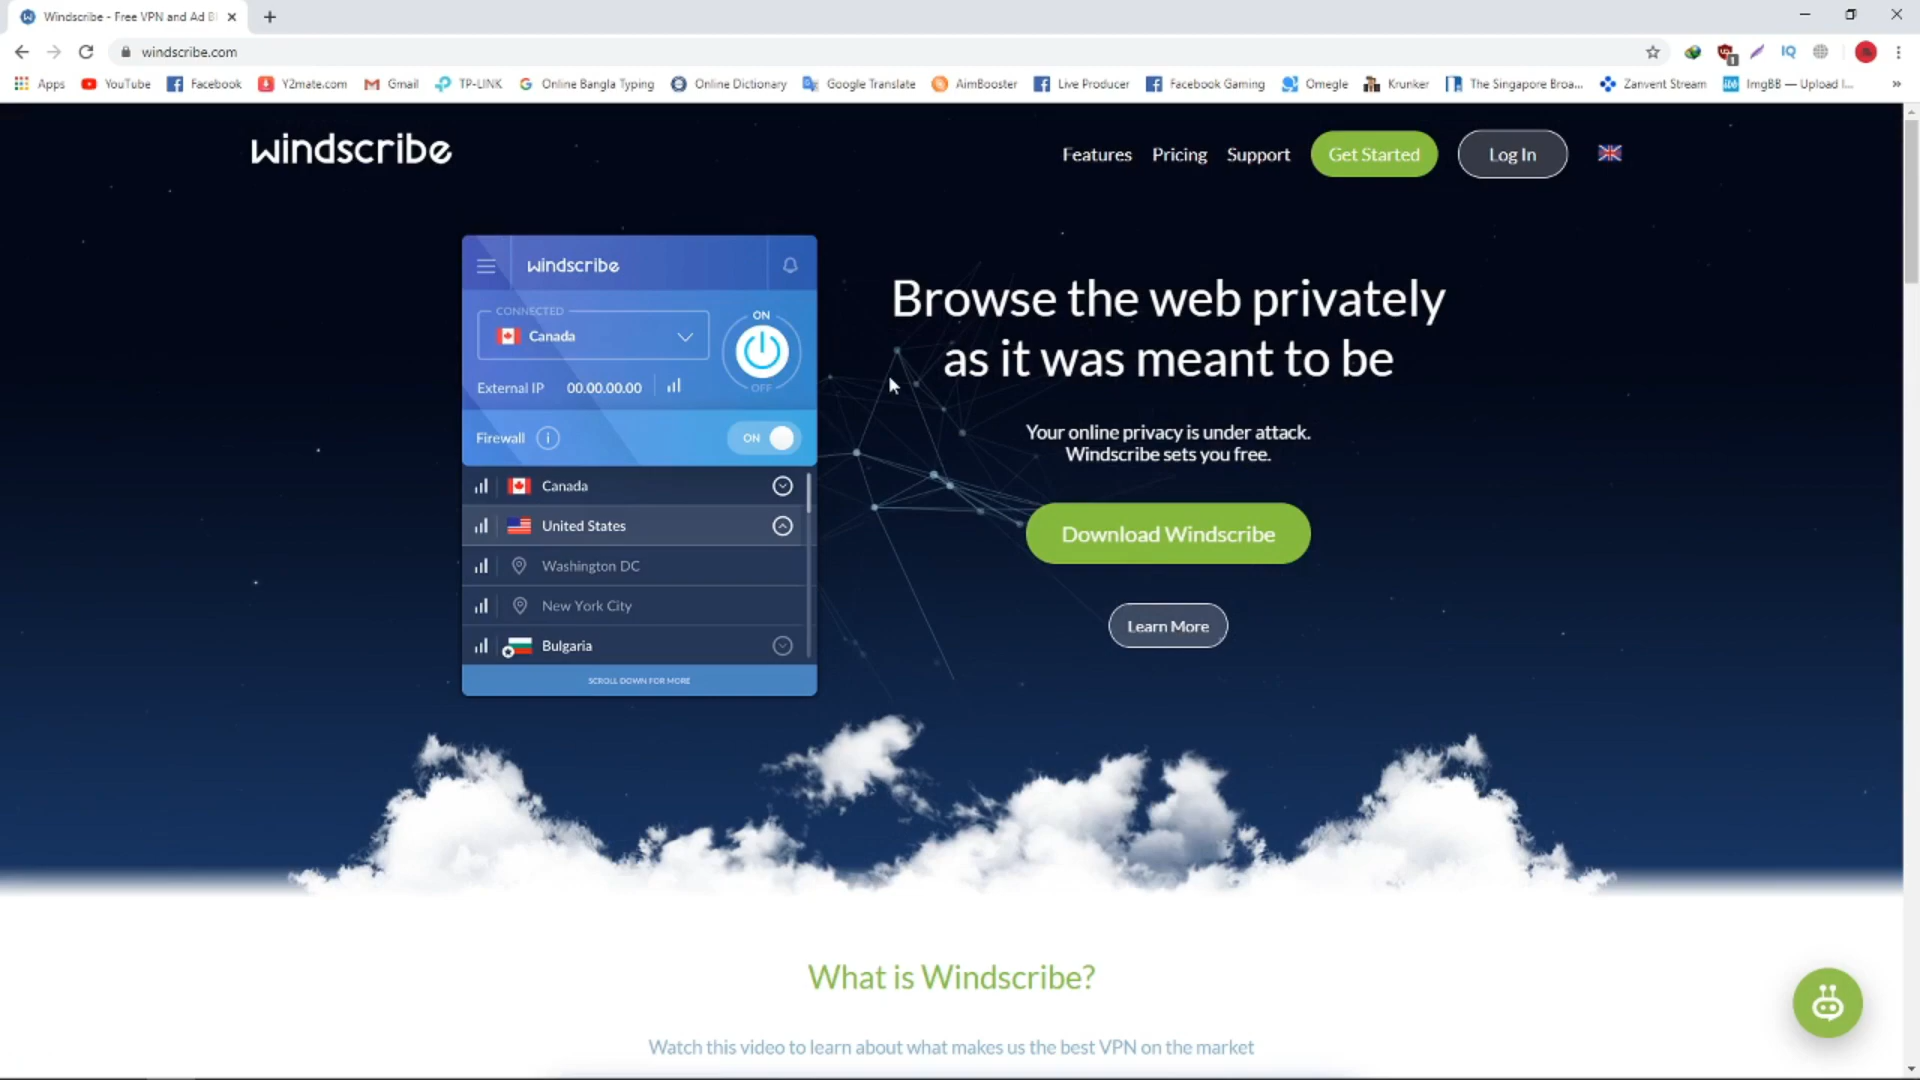 Windscribe - Free VPN and Ad Bl
windscribe.com
Apps YouTube Facebook Y2mate.com Gmail TP-LINK Online Bangla Typing Online Dictionary Google Translate AimBooster Live Producer Facebook Gaming Omegle Krunker The Singapore Broa... Zanvent Stream ImgBB — Upload I... »
windscribe
Features Pricing Support Get Started Log In
windscribe
CONNECTED
Canada
ON
OFF
External IP 00.00.00.00
Firewall i ON
Canada
United States
Washington DC
New York City
Bulgaria
SCROLL DOWN FOR MORE
Browse the web privately
as it was meant to be
Your online privacy is under attack.
Windscribe sets you free.
Download Windscribe
Learn More
What is Windscribe?
Watch this video to learn about what makes us the best VPN on the market